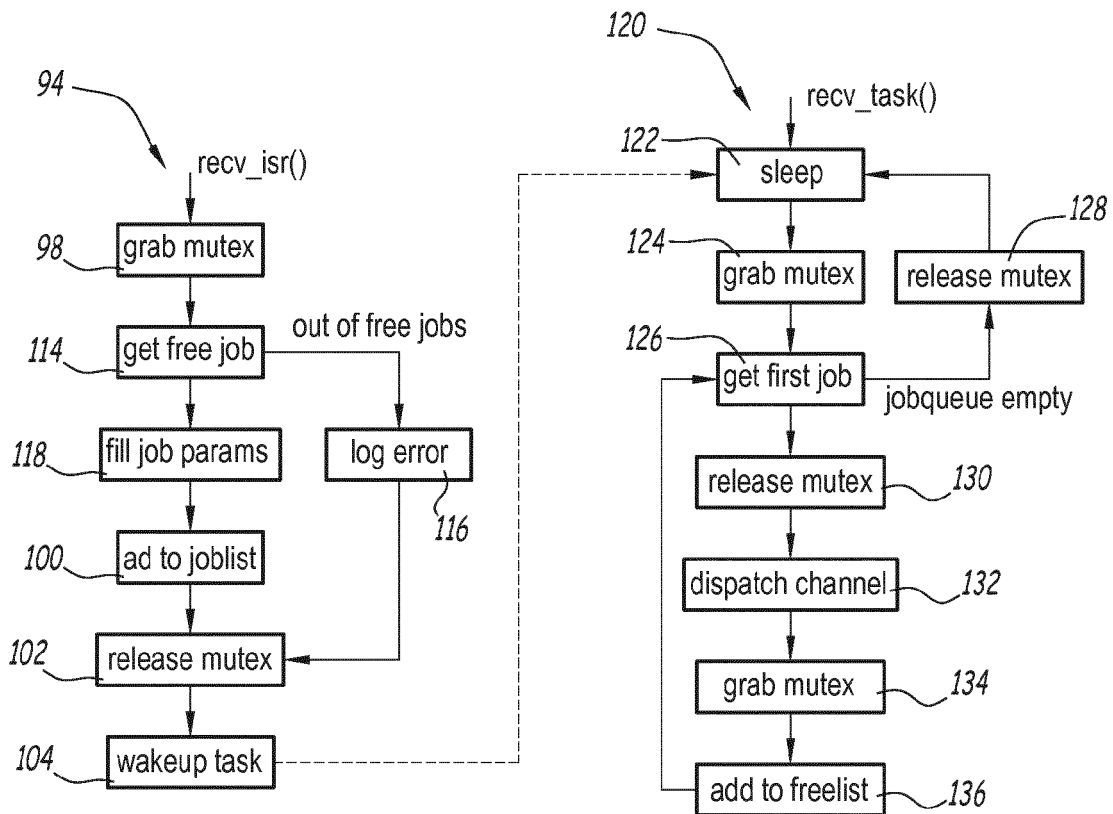 94
recv_isr()
98
grab mutex
114
get free job
out of free jobs
118
fill job params
log error
116
100
ad to joblist
102
release mutex
104
wakeup task
120
recv_task()
122
sleep
124
grab mutex
128
release mutex
126
get first job
jobqueue empty
release mutex
130
dispatch channel
132
grab mutex
134
add to freelist
136